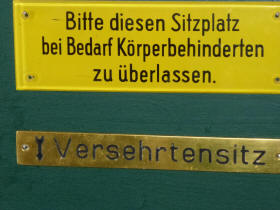 Bitte diesen Sitzplatz
bei Bedarf Körperbehinderten
zu überlassen.
Versehrtensitz